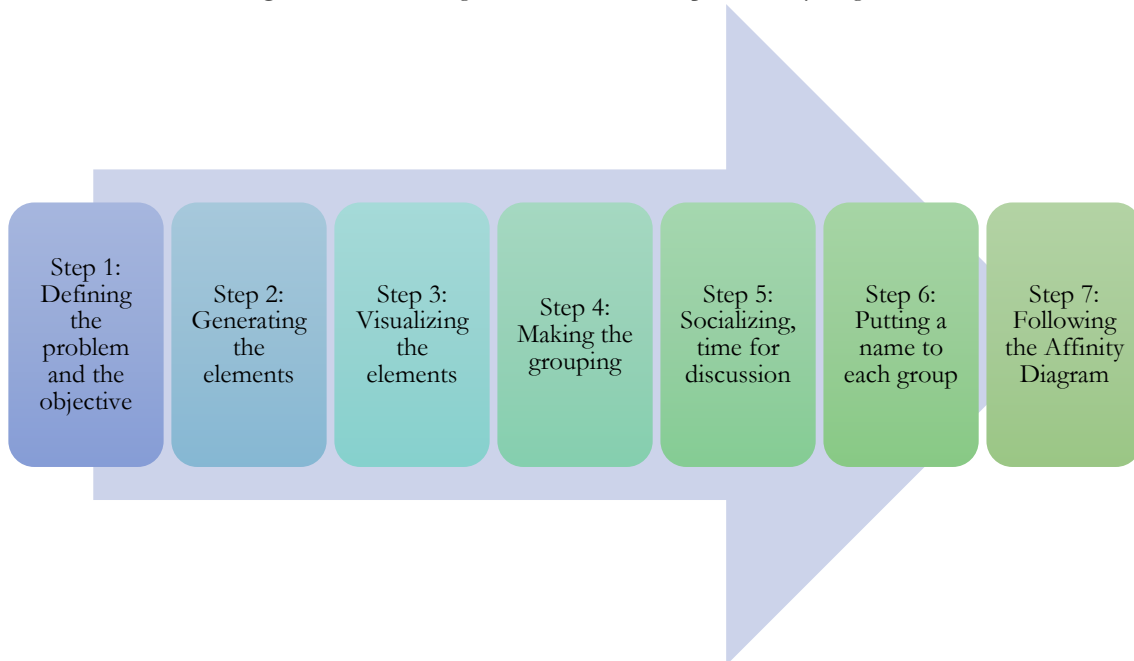 Step 1:
Defining
the
problem
and the
objective
Step 2:
Generating
the
elements
Step 3:
Visualizing
the
elements
Step 4:
Making the
grouping
Step 5:
Socializing,
time for
discussion
Step 6:
Putting a
name to
each group
Step 7:
Following
the Affinity
Diagram